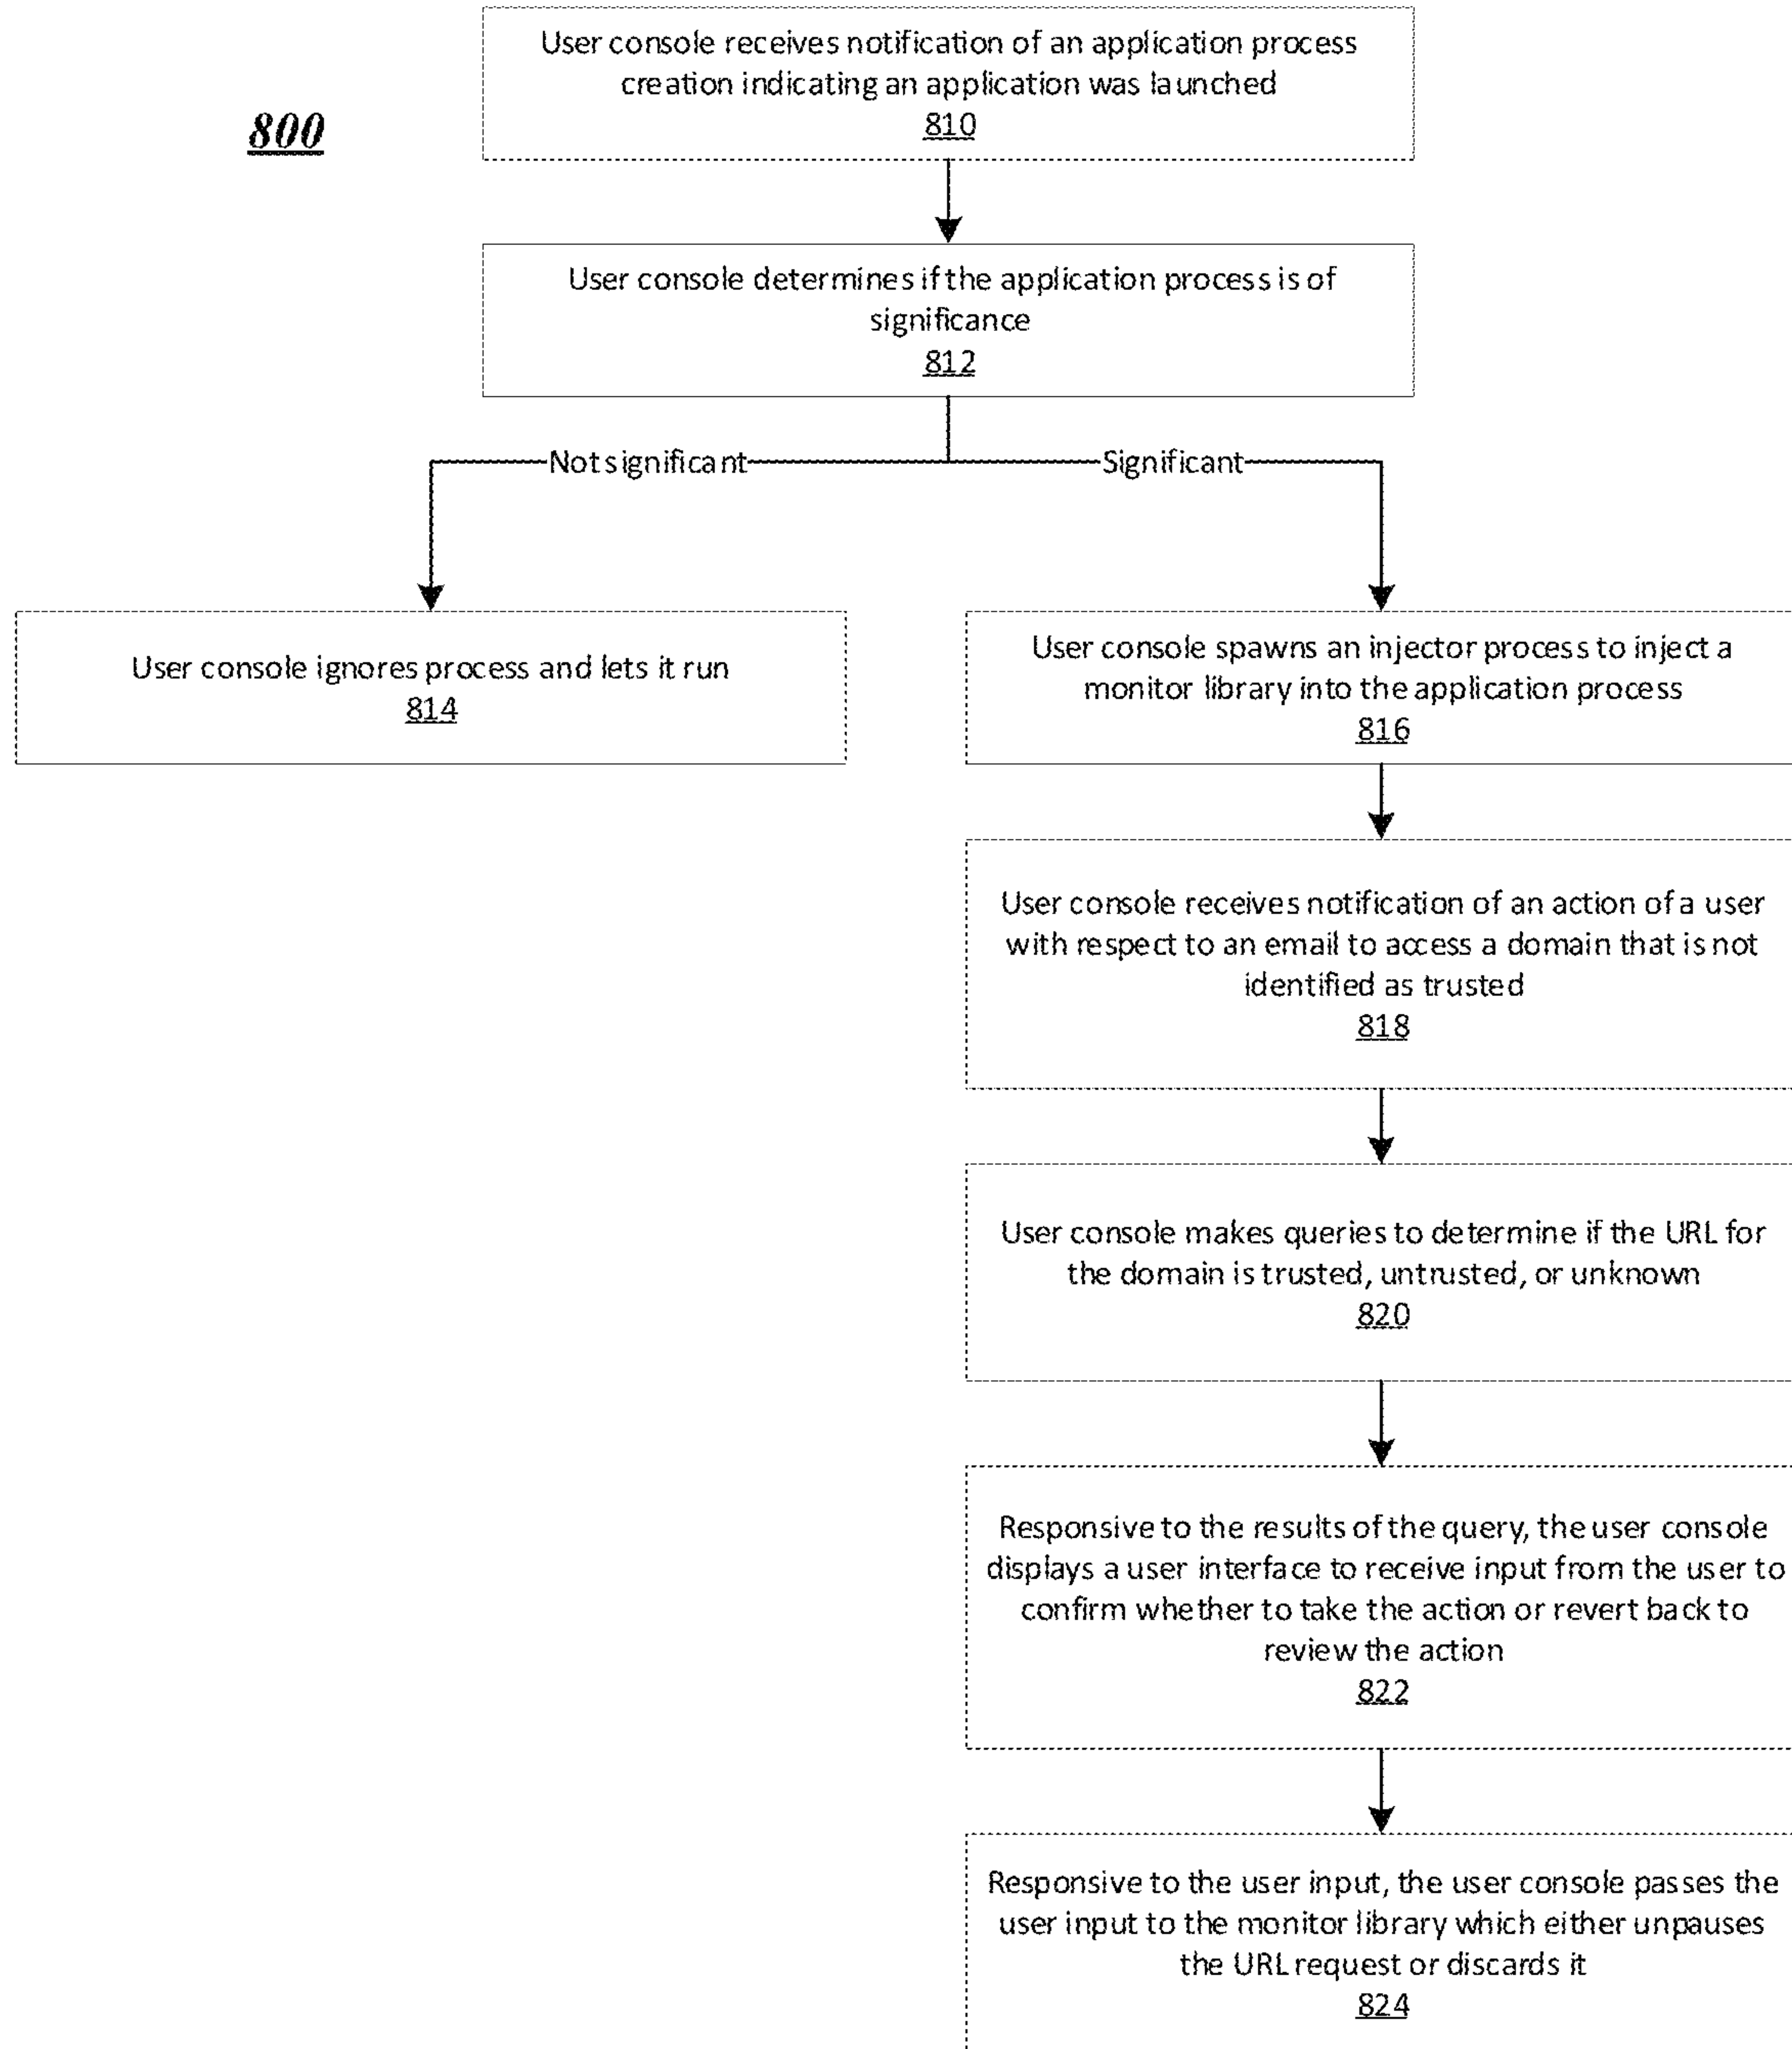 User console receives notification of an application process
creation indicating an application was launched
810
800
User console determines if the application process is of
significance
812
Not significant
Significant
User console ignores process and lets it run
814
User console spawns an injector process to inject a
monitor library into the application process
816
User console receives notification of an action of a user
with respect to an email to access a domain that is not
identified as trusted
818
User console makes queries to determine if the URL for
the domain is trusted, untrusted, or unknown
820
Responsive to the results of the query, the user console
displays a user interface to receive input from the user to
confirm whether to take the action or revert back to
review the action
822
Responsive to the user input, the user console passes the
user input to the monitor library which either unpauses
the URL request or discards it
824